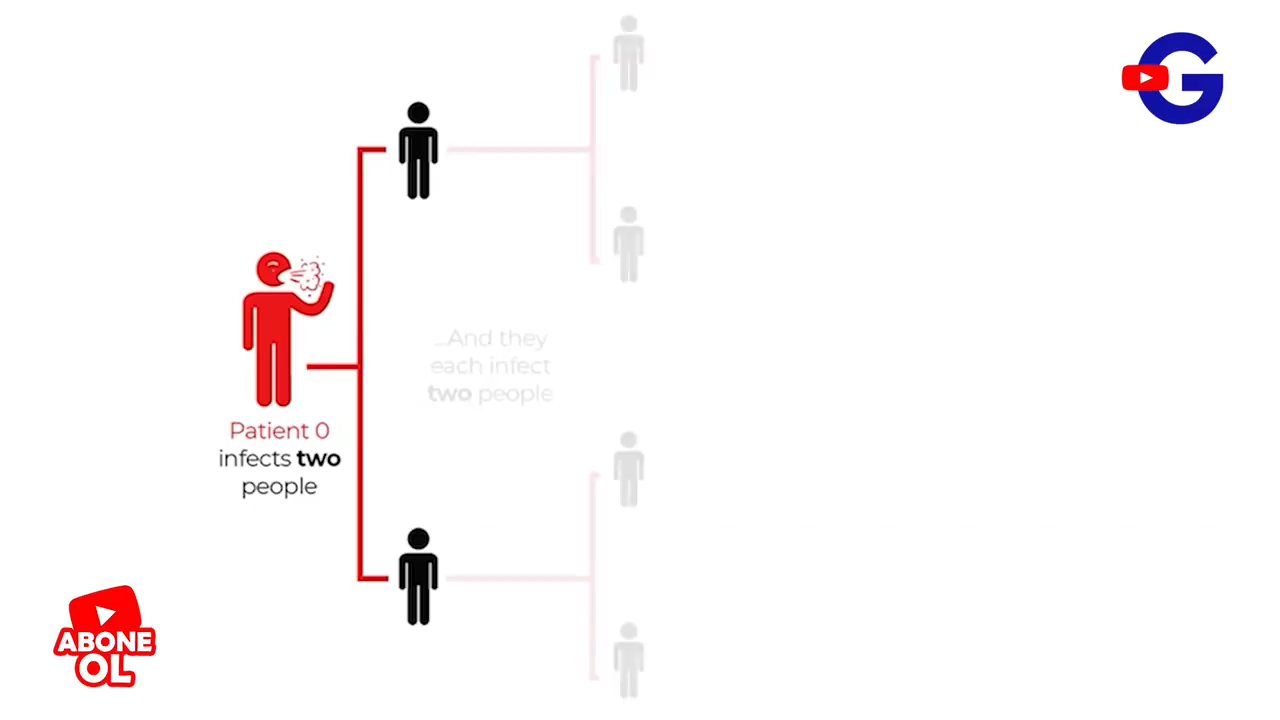 ...And they
each infect
two people
Patient 0
infects two
people
G
ABONE
OL